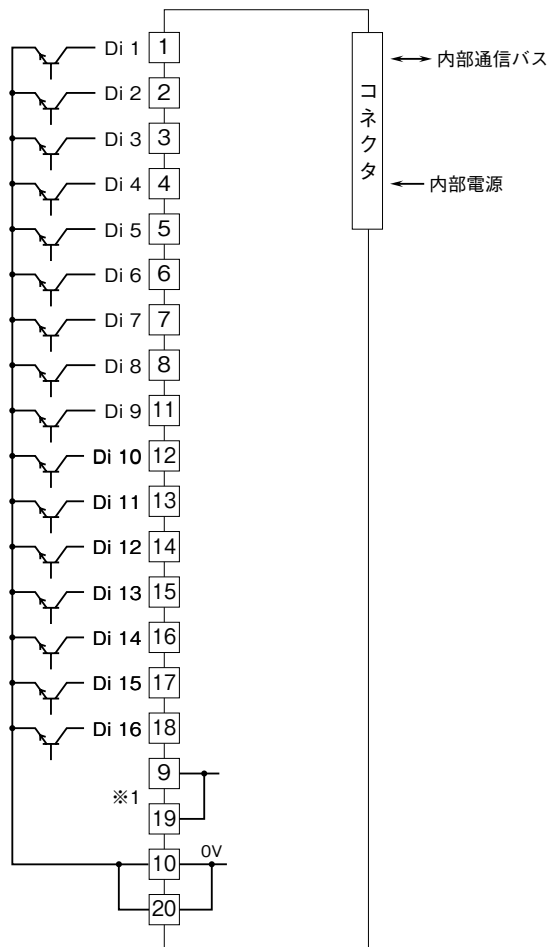 Di 1 1
Di 2 2
Di 3 3
Di 4 4
Di 5 5
Di 6 6
Di 7 7
Di 8 8
Di 9 11
Di 10 12
Di 11 13
Di 12 14
Di 13 15
Di 14 16
Di 15 17
Di 16 18
9
※1
19
10 0V
20
コネクタ
内部通信バス
内部電源